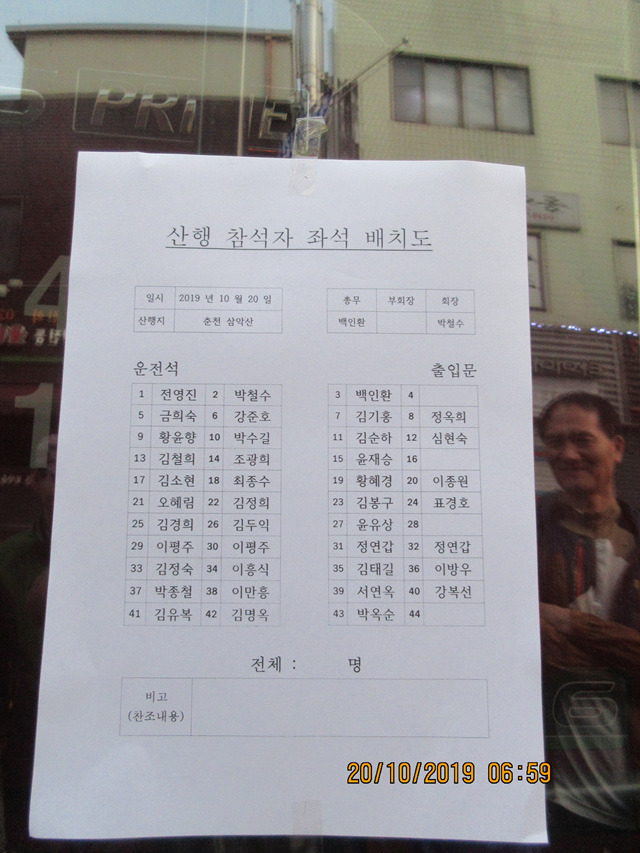 PRI E
산행 참석자 좌석 배치도
일시 2019 년 10 월 20 일
산행지 춘천 삼악산
총무 부회장 회장
백인환 박철수
운전석 출입문
1 전영진 2 박철수 3 백인환 4
5 금희숙 6 강준호 7 김기홍 8 정옥희
9 황윤향 10 박수길 11 김순하 12 심현숙
13 김철희 14 조광희 15 윤재승 16
17 김소현 18 최종수 19 황혜경 20 이종원
21 오혜림 22 김정희 23 김봉구 24 표경호
25 김경희 26 김두익 27 윤유상 28
29 이평주 30 이평주 31 정연갑 32 정연갑
33 김정숙 34 이흥식 35 김태길 36 이방우
37 박종철 38 이만흥 39 서연옥 40 강복선
41 김유복 42 김명옥 43 박옥순 44
전체 : 명
비고
(찬조내용)
20/10/2019 06:59